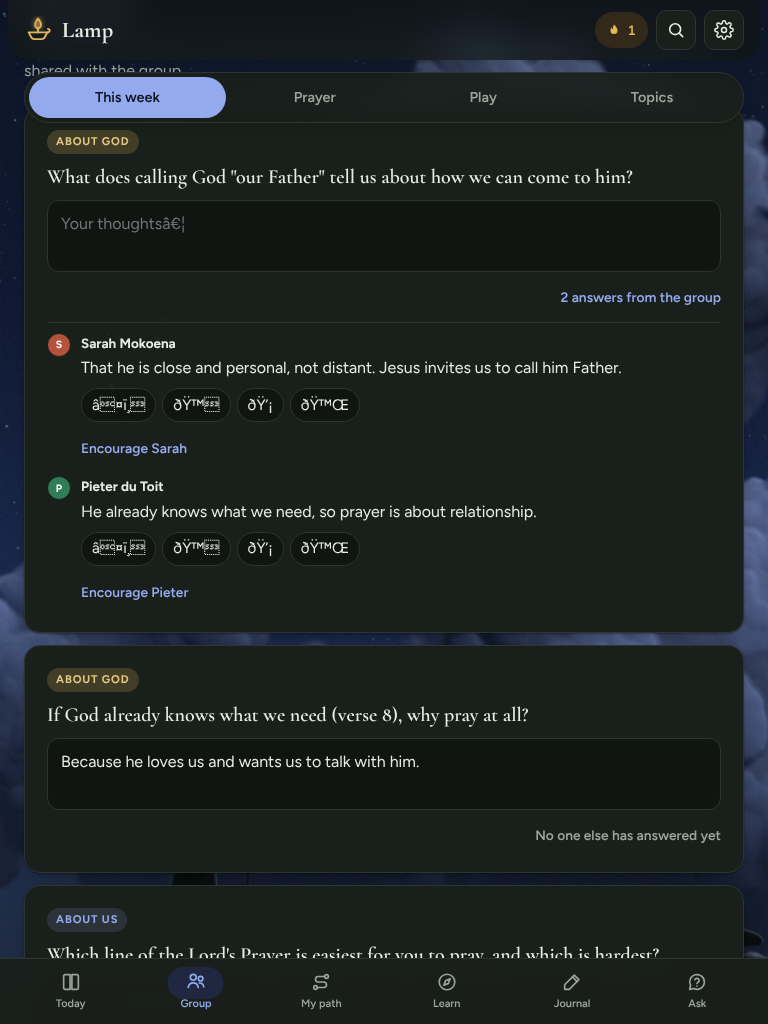 Lamp
1
shared with the group
This week
Prayer
Play
Topics
ABOUT GOD
What does calling God "our Father" tell us about how we can come to him?
Your thoughtsâ€¦
2 answers from the group
S
Sarah Mokoena
That he is close and personal, not distant. Jesus invites us to call him Father.
ðŸ’¡
ðŸ™Œ
Encourage Sarah
P
Pieter du Toit
He already knows what we need, so prayer is about relationship.
ðŸ’¡
ðŸ™Œ
Encourage Pieter
ABOUT GOD
If God already knows what we need (verse 8), why pray at all?
Because he loves us and wants us to talk with him.
No one else has answered yet
ABOUT US
Which line of the Lord's Prayer is easiest for you to pray, and which is hardest?
Today
Group
My path
Learn
Journal
Ask